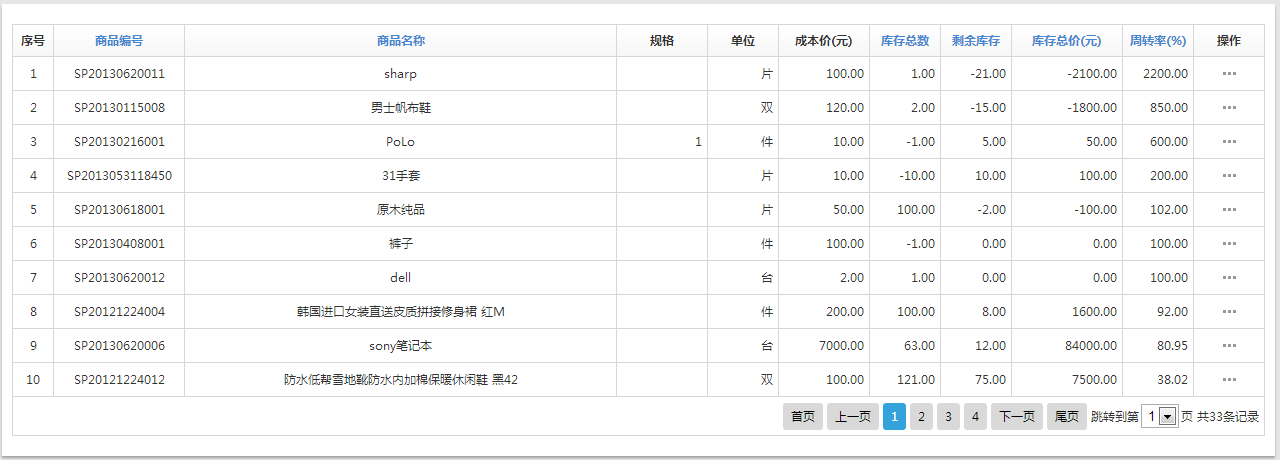 序号 商品编号 商品名称 规格 单位 成本价(元) 库存总数 剩余库存 库存总价(元) 周转率(%) 操作
1 SP20130620011 sharp 片 100.00 1.00 -21.00 -2100.00 2200.00
2 SP20130115008 男士帆布鞋 双 120.00 2.00 -15.00 -1800.00 850.00
3 SP20130216001 PoLo 1 件 10.00 -1.00 5.00 50.00 600.00
4 SP2013053118450 31手套 片 10.00 -10.00 10.00 100.00 200.00
5 SP20130618001 原木纯品 片 50.00 100.00 -2.00 -100.00 102.00
6 SP20130408001 裤子 件 100.00 -1.00 0.00 0.00 100.00
7 SP20130620012 dell 台 2.00 1.00 0.00 0.00 100.00
8 SP20121224004 韩国进口女装直送皮质拼接修身裙 红M 件 200.00 100.00 8.00 1600.00 92.00
9 SP20130620006 sony笔记本 台 7000.00 63.00 12.00 84000.00 80.95
10 SP20121224012 防水低帮雪地靴防水内加棉保暖休闲鞋 黑42 双 100.00 121.00 75.00 7500.00 38.02
首页 上一页 1 2 3 4 下一页 尾页 跳转到第 1 页 共33条记录